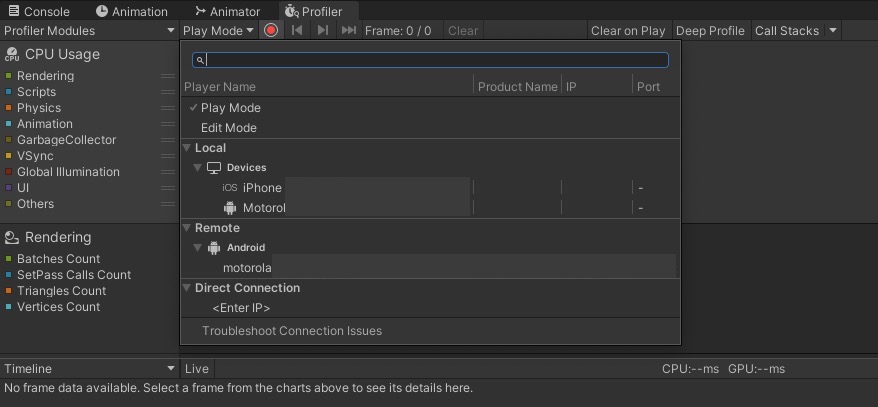 Console Animation Animator Profiler
Profiler Modules Play Mode Frame: 0 / 0 Clear Clear on Play Deep Profile Call Stacks
CPU Usage
Rendering
Scripts
Physics
Animation
GarbageCollector
VSync
Global Illumination
UI
Others
Rendering
Batches Count
SetPass Calls Count
Triangles Count
Vertices Count
Player Name Product Name IP Port
Play Mode
Edit Mode
Local
Devices
iOS iPhone -
Motorol -
Remote
Android
motorola
Direct Connection
<Enter IP>
Troubleshoot Connection Issues
Timeline Live CPU:--ms GPU:--ms
No frame data available. Select a frame from the charts above to see its details here.